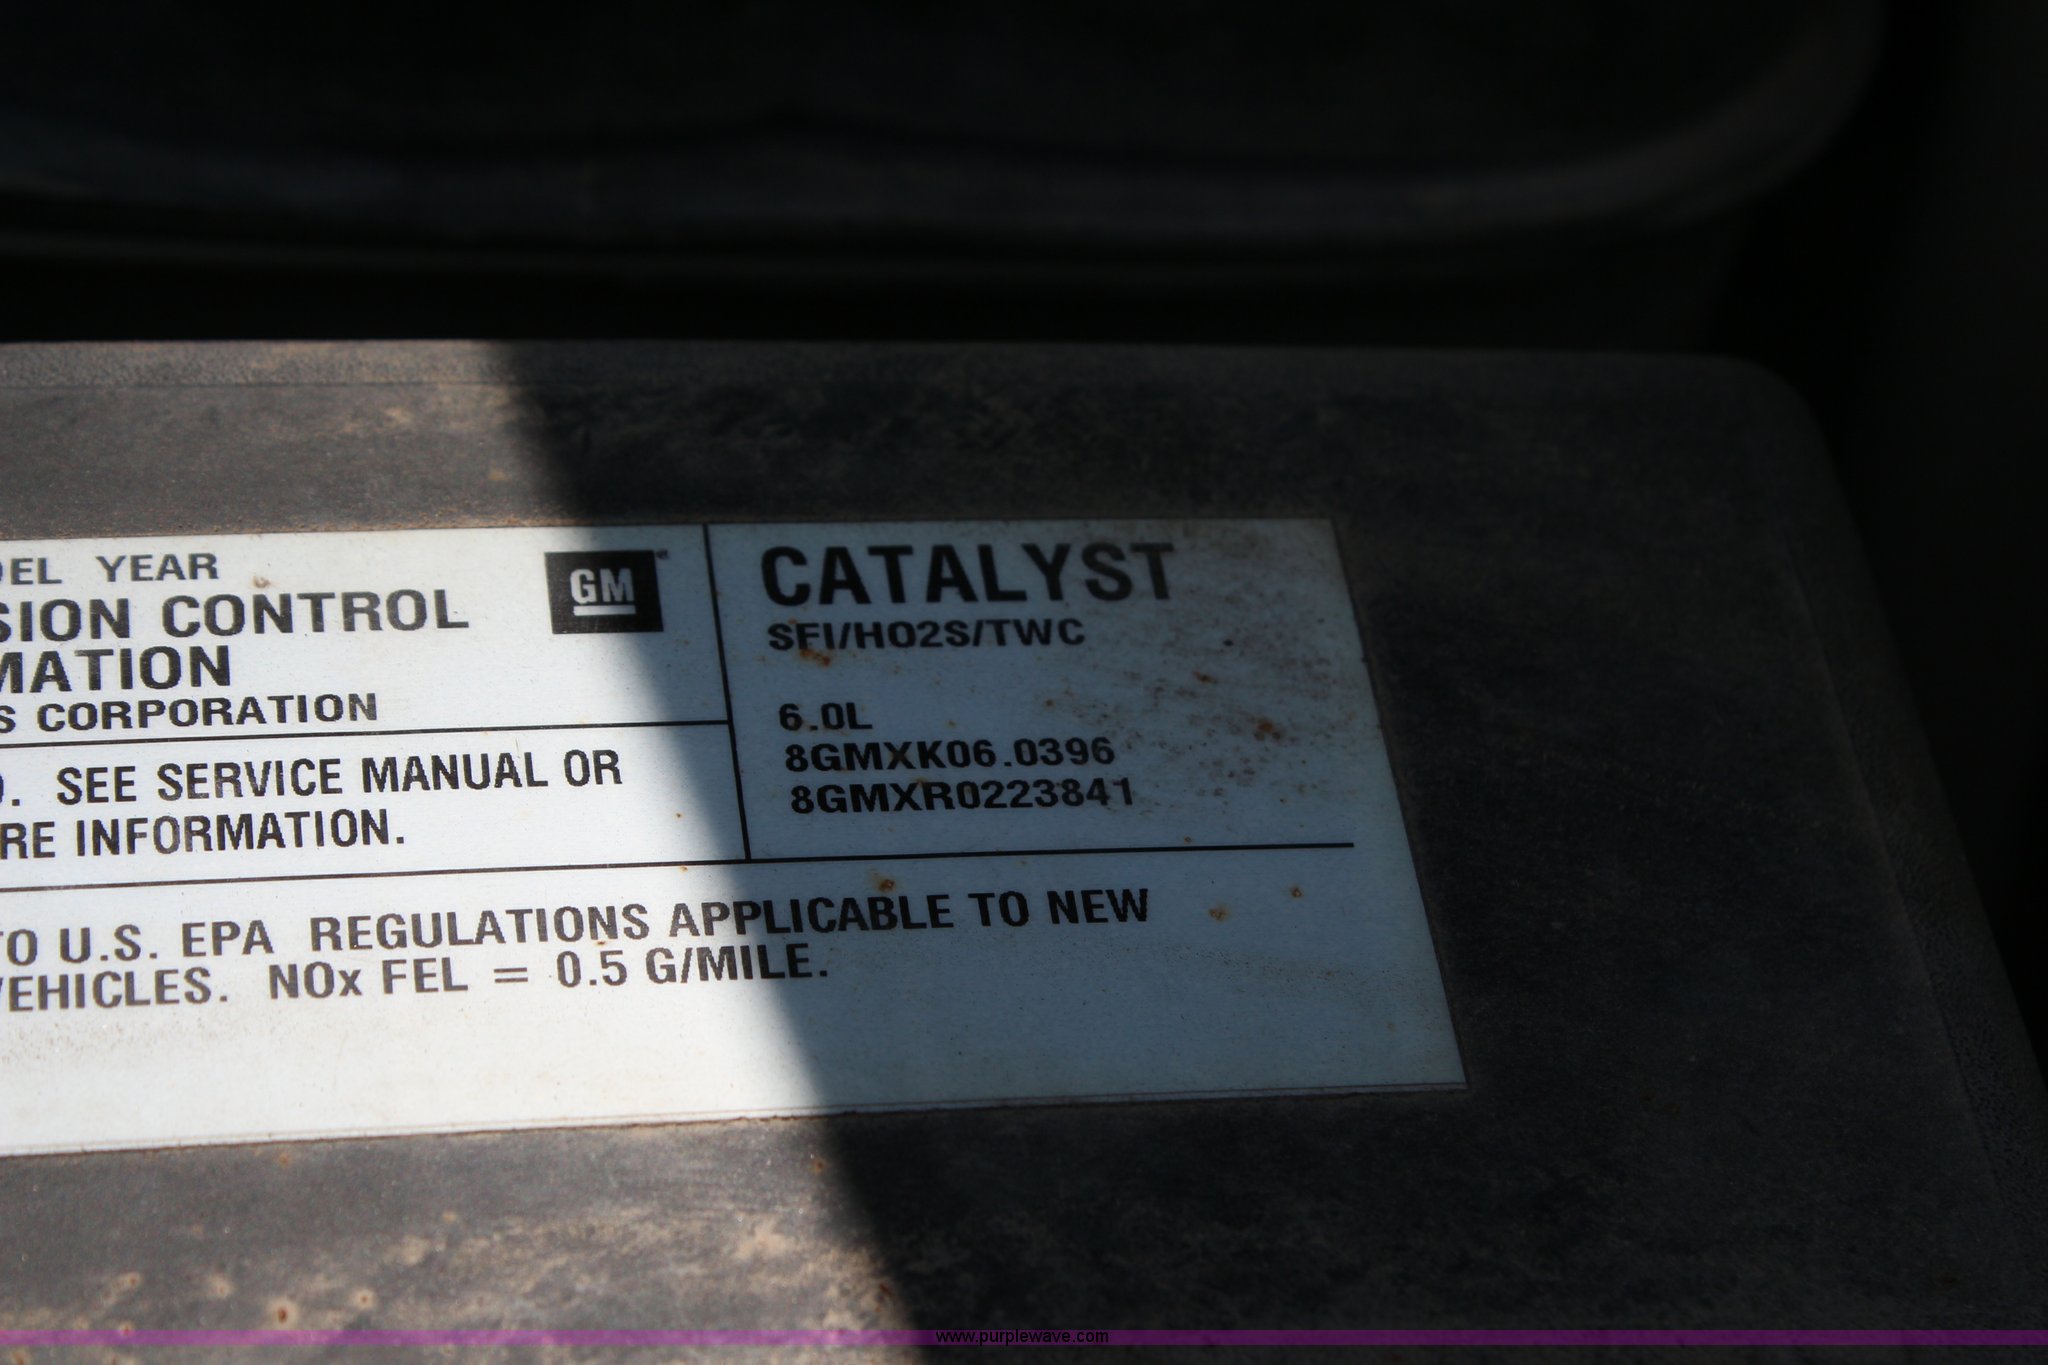 DEL YEAR
SION CONTROL
MATION
S CORPORATION
GM
CATALYST
SFI/HO2S/TWC
6.0L
8GMXK06.0396
8GMXR0223841
). SEE SERVICE MANUAL OR
RE INFORMATION.
TO U.S. EPA REGULATIONS APPLICABLE TO NEW
VEHICLES. NOx FEL = 0.5 G/MILE.
www.purplewave.com